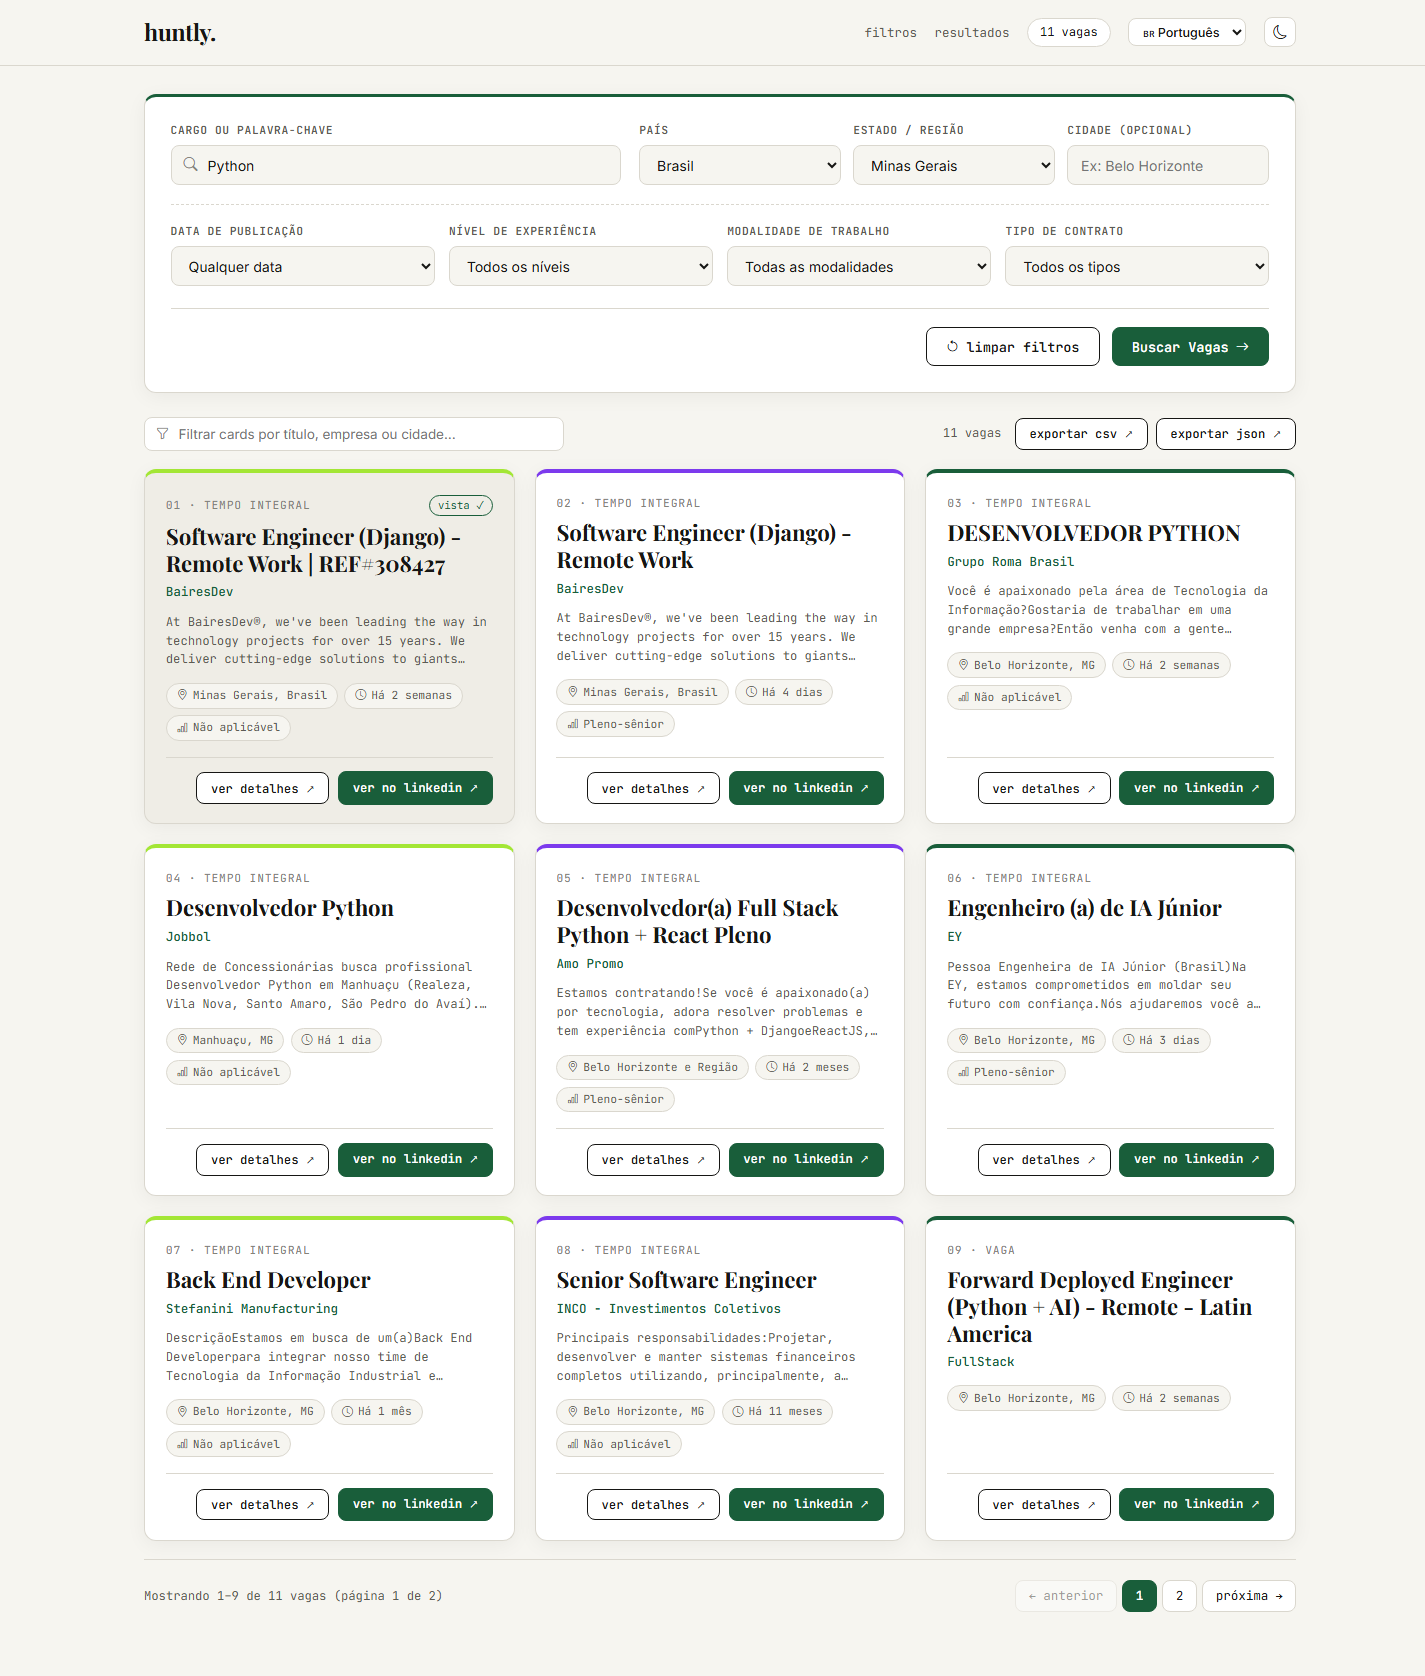 huntly.
filtros resultados 11 vagas BR Português
CARGO OU PALAVRA-CHAVE PAÍS ESTADO / REGIÃO CIDADE (OPCIONAL)
Python Brasil Minas Gerais Ex: Belo Horizonte
DATA DE PUBLICAÇÃO NÍVEL DE EXPERIÊNCIA MODALIDADE DE TRABALHO TIPO DE CONTRATO
Qualquer data Todos os níveis Todas as modalidades Todos os tipos
limpar filtros Buscar Vagas →
Filtrar cards por título, empresa ou cidade...
11 vagas exportar csv ↗ exportar json ↗
01 · TEMPO INTEGRAL vista ✓
Software Engineer (Django) -
Remote Work | REF#308427
BairesDev
At BairesDev®, we've been leading the way in
technology projects for over 15 years. We
deliver cutting-edge solutions to giants…
Minas Gerais, Brasil Há 2 semanas
Não aplicável
ver detalhes ↗ ver no linkedin ↗
02 · TEMPO INTEGRAL
Software Engineer (Django) -
Remote Work
BairesDev
At BairesDev®, we've been leading the way in
technology projects for over 15 years. We
deliver cutting-edge solutions to giants…
Minas Gerais, Brasil Há 4 dias
Pleno-sênior
ver detalhes ↗ ver no linkedin ↗
03 · TEMPO INTEGRAL
DESENVOLVEDOR PYTHON
Grupo Roma Brasil
Você é apaixonado pela área de Tecnologia da
Informação?Gostaria de trabalhar em uma
grande empresa?Então venha com a gente…
Belo Horizonte, MG Há 2 semanas
Não aplicável
ver detalhes ↗ ver no linkedin ↗
04 · TEMPO INTEGRAL
Desenvolvedor Python
Jobbol
Rede de Concessionárias busca profissional
Desenvolvedor Python em Manhuaçu (Realeza,
Vila Nova, Santo Amaro, São Pedro do Avaí).…
Manhuaçu, MG Há 1 dia
Não aplicável
ver detalhes ↗ ver no linkedin ↗
05 · TEMPO INTEGRAL
Desenvolvedor(a) Full Stack
Python + React Pleno
Amo Promo
Estamos contratando!Se você é apaixonado(a)
por tecnologia, adora resolver problemas e
tem experiência comPython + DjangoeReactJS,…
Belo Horizonte e Região Há 2 meses
Pleno-sênior
ver detalhes ↗ ver no linkedin ↗
06 · TEMPO INTEGRAL
Engenheiro (a) de IA Júnior
EY
Pessoa Engenheira de IA Júnior (Brasil)Na
EY, estamos comprometidos em moldar seu
futuro com confiança.Nós ajudaremos você a…
Belo Horizonte, MG Há 3 dias
Pleno-sênior
ver detalhes ↗ ver no linkedin ↗
07 · TEMPO INTEGRAL
Back End Developer
Stefanini Manufacturing
DescriçãoEstamos em busca de um(a)Back End
Developerpara integrar nosso time de
Tecnologia da Informação Industrial e…
Belo Horizonte, MG Há 1 mês
Não aplicável
ver detalhes ↗ ver no linkedin ↗
08 · TEMPO INTEGRAL
Senior Software Engineer
INCO - Investimentos Coletivos
Principais responsabilidades:Projetar,
desenvolver e manter sistemas financeiros
completos utilizando, principalmente, a…
Belo Horizonte, MG Há 11 meses
Não aplicável
ver detalhes ↗ ver no linkedin ↗
09 · VAGA
Forward Deployed Engineer
(Python + AI) - Remote - Latin
America
FullStack
Belo Horizonte, MG Há 2 semanas
ver detalhes ↗ ver no linkedin ↗
Mostrando 1–9 de 11 vagas (página 1 de 2)
← anterior 1 2 próxima →